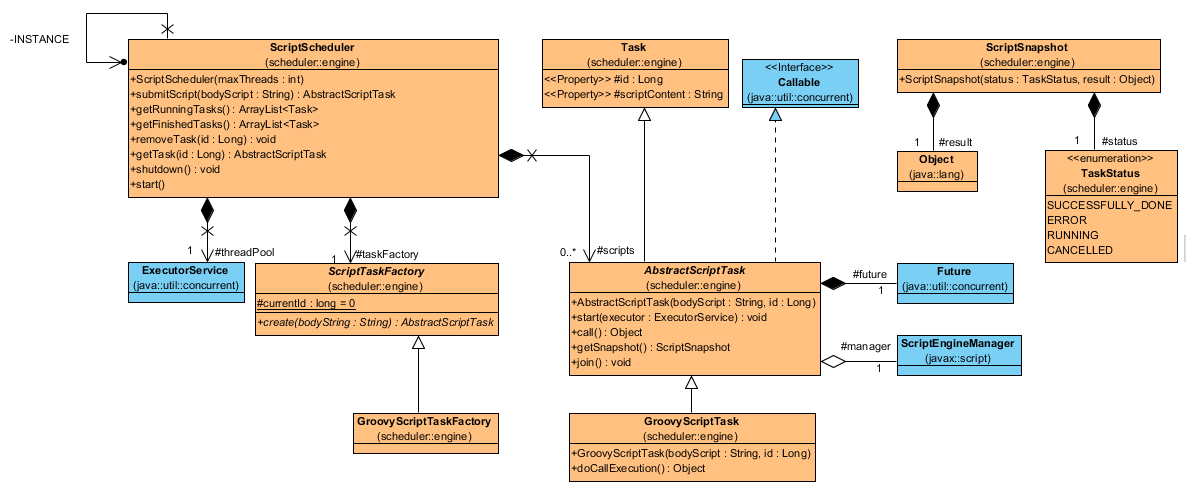 -INSTANCE
ScriptScheduler
(scheduler::engine)
+ScriptScheduler(maxThreads : int)
+submitScript(bodyScript : String) : AbstractScriptTask
+getRunningTasks() : ArrayList<Task>
+getFinishedTasks() : ArrayList<Task>
+removeTask(id : Long) : void
+getTask(id : Long) : AbstractScriptTask
+shutdown() : void
+start()
Task
(scheduler::engine)
<<Property>> #id : Long
<<Property>> #scriptContent : String
<<Interface>>
Callable
(java::util::concurrent)
ScriptSnapshot
(scheduler::engine)
+ScriptSnapshot(status : TaskStatus, result : Object)
1 #result
1 #status
Object
(java::lang)
<<enumeration>>
TaskStatus
(scheduler::engine)
SUCCESSFULLY_DONE
ERROR
RUNNING
CANCELLED
1 #threadPool
1 #taskFactory
0..* #scripts
ExecutorService
(java::util::concurrent)
ScriptTaskFactory
(scheduler::engine)
#currentId : long = 0
+create(bodyString : String) : AbstractScriptTask
AbstractScriptTask
(scheduler::engine)
+AbstractScriptTask(bodyScript : String, id : Long)
+start(executor : ExecutorService) : void
+call() : Object
+getSnapshot() : ScriptSnapshot
+join() : void
#future
1
Future
(java::util::concurrent)
#manager
1
ScriptEngineManager
(javax::script)
GroovyScriptTaskFactory
(scheduler::engine)
GroovyScriptTask
(scheduler::engine)
+GroovyScriptTask(bodyScript : String, id : Long)
+doCallExecution() : Object